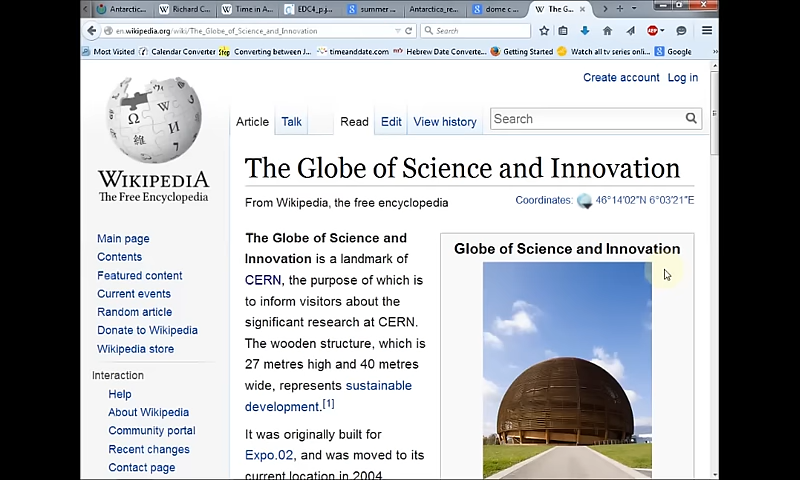 Antarctic...
Richard C...
Time in A...
EDC4_p.j...
summer ...
Antarctica_re...
dome c ...
The G...
en.wikipedia.org/wiki/The_Globe_of_Science_and_Innovation
Search
Most Visited
Calendar Converter
Converting between J...
timeanddate.com
Hebrew Date Converte...
Getting Started
Watch all tv series onli...
Google
Create account Log in
Article Talk Read Edit View history Search
WIKIPEDIA
The Free Encyclopedia
Main page
Contents
Featured content
Current events
Random article
Donate to Wikipedia
Wikipedia store
Interaction
Help
About Wikipedia
Community portal
Recent changes
Contact page
The Globe of Science and Innovation
From Wikipedia, the free encyclopedia
Coordinates: 46°14′02″N 6°03′21″E
The Globe of Science and
Innovation is a landmark of
CERN, the purpose of which is
to inform visitors about the
significant research at CERN.
The wooden structure, which is
27 metres high and 40 metres
wide, represents sustainable
development.[1]
It was originally built for
Expo.02, and was moved to its
current location in 2004
Globe of Science and Innovation